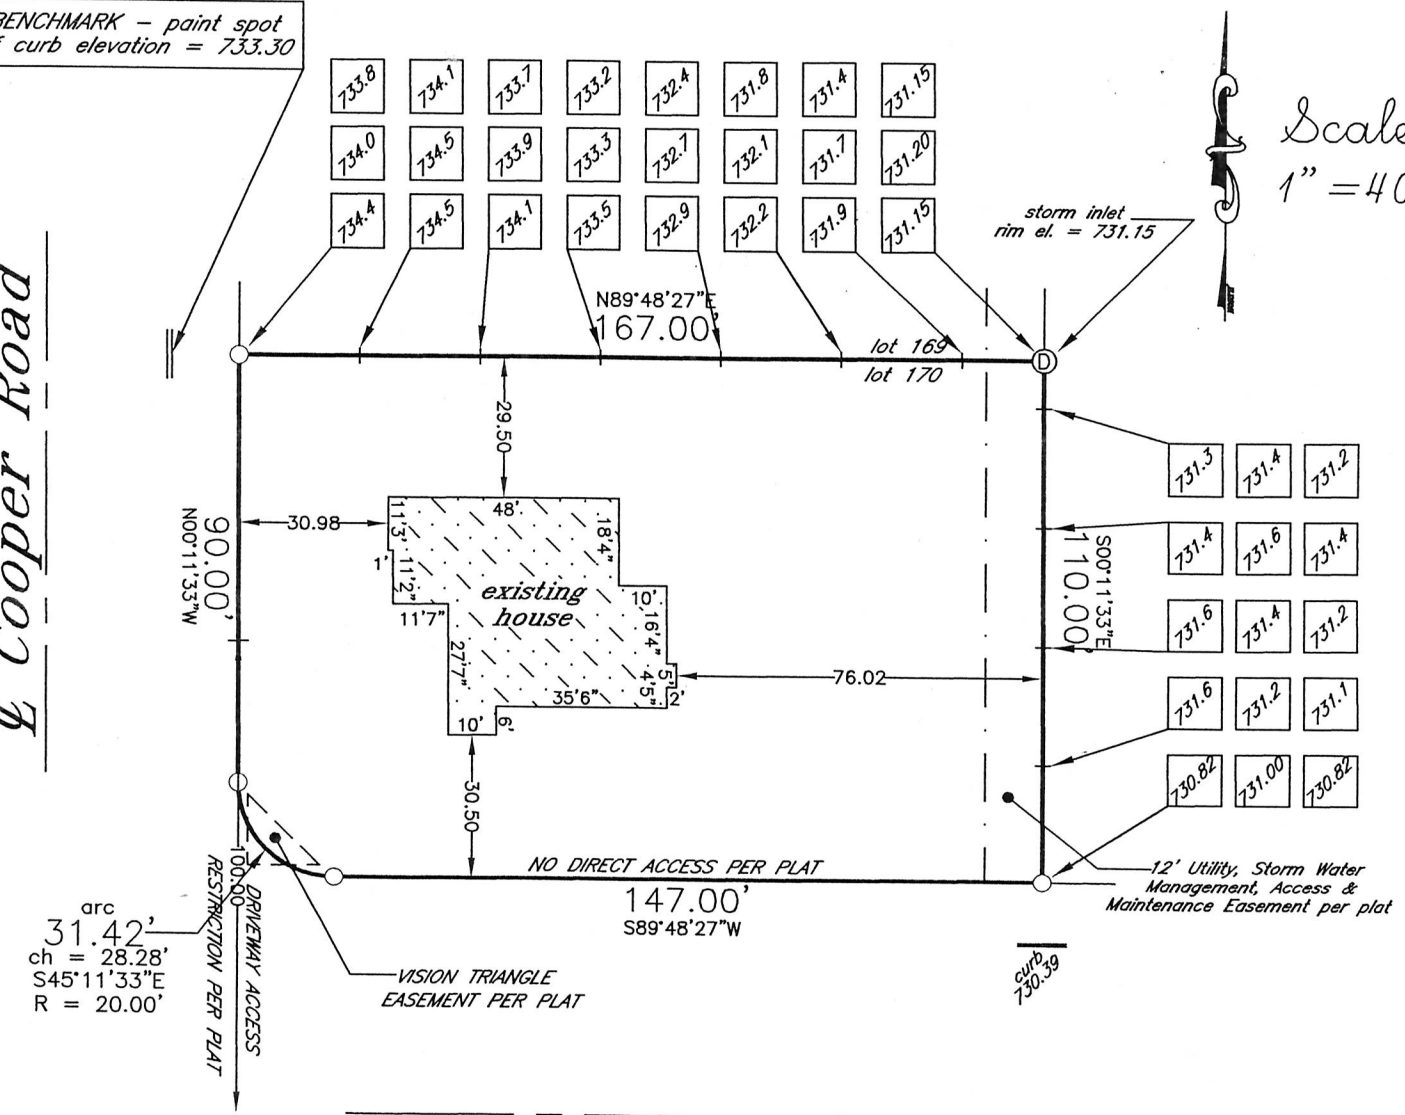 BENCHMARK - paint spot
curb elevation = 733.30
733.8 734.1 733.7 733.2 732.4 731.8 731.4 731.15
734.0 734.5 733.9 733.3 732.7 732.1 731.7 731.20
734.4 734.5 734.1 733.5 732.9 732.2 731.9 731.15
Scale
1" = 40
storm inlet
rim el. = 731.15
N89°48'27"E
167.00'
lot 169
lot 170
D
℄ Cooper Road
29.50
30.98
90.00'
N00°11'33"W
48'
11'3"
1'
11'2"
11'7"
18'4"
10'
16'4"
5'
2'
4'5"
27'7"
35'6"
10'
6'
existing
house
76.02
S00°11'33"E
110.00'
731.3 731.4 731.2
731.4 731.6 731.4
731.6 731.4 731.2
731.6 731.2 731.1
730.82 731.00 730.82
30.50
NO DIRECT ACCESS PER PLAT
147.00'
S89°48'27"W
12' Utility, Storm Water
Management, Access &
Maintenance Easement per plat
curb
730.39
100.00
DRIVEWAY ACCESS
RESTRICTION PER PLAT
arc
31.42'
ch = 28.28'
S45°11'33"E
R = 20.00'
VISION TRIANGLE
EASEMENT PER PLAT